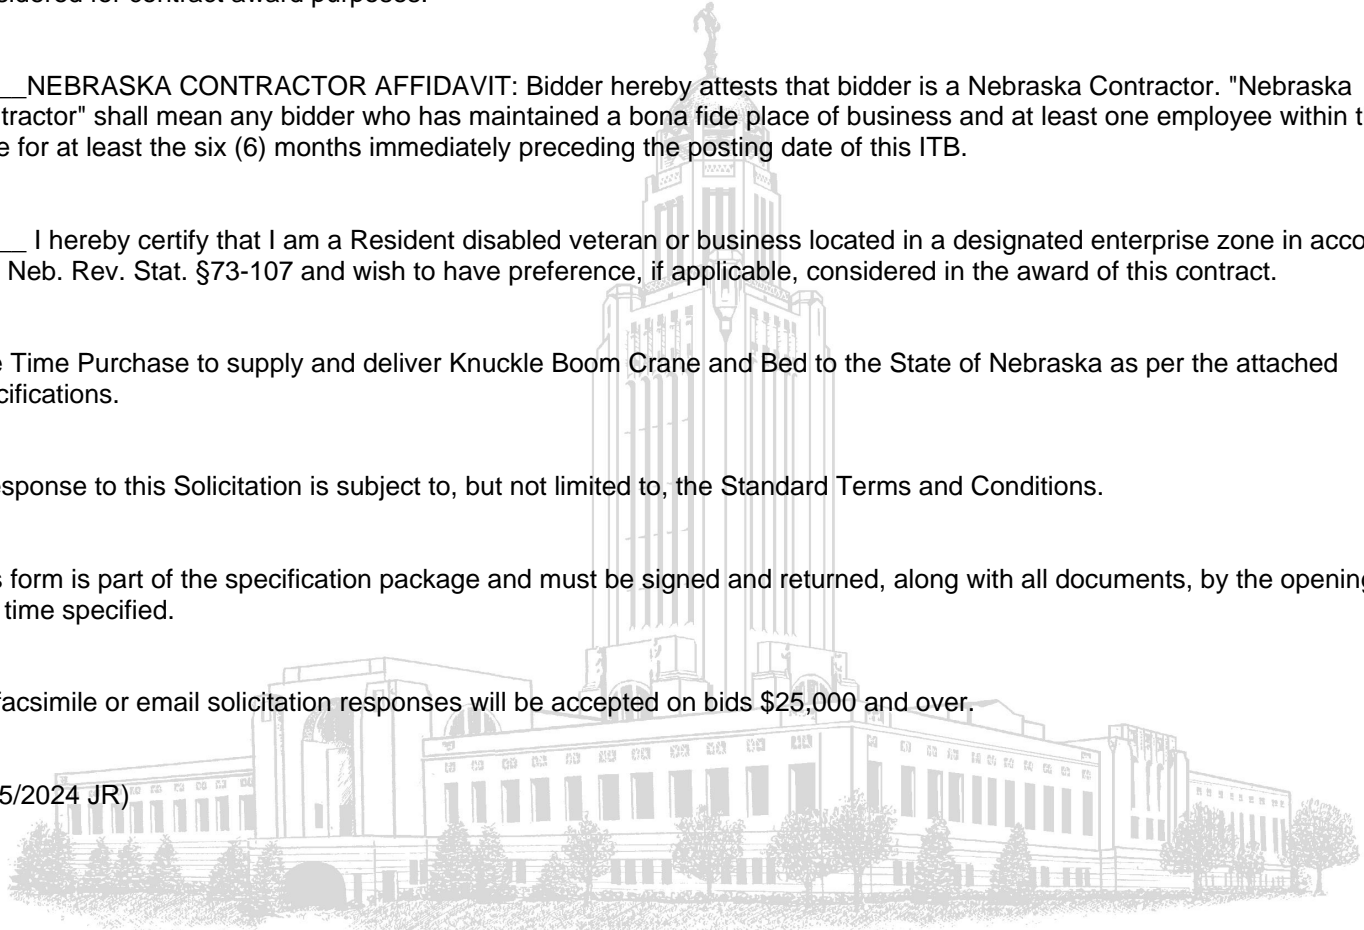 sidered for contract award purposes.
__NEBRASKA CONTRACTOR AFFIDAVIT: Bidder hereby attests that bidder is a Nebraska Contractor. "Nebraska
tractor" shall mean any bidder who has maintained a bona fide place of business and at least one employee within t
e for at least the six (6) months immediately preceding the posting date of this ITB.
__ I hereby certify that I am a Resident disabled veteran or business located in a designated enterprise zone in acco
Neb. Rev. Stat. §73-107 and wish to have preference, if applicable, considered in the award of this contract.
e Time Purchase to supply and deliver Knuckle Boom Crane and Bed to the State of Nebraska as per the attached
cifications.
esponse to this Solicitation is subject to, but not limited to, the Standard Terms and Conditions.
s form is part of the specification package and must be signed and returned, along with all documents, by the opening
time specified.
facsimile or email solicitation responses will be accepted on bids $25,000 and over.
5/2024 JR)